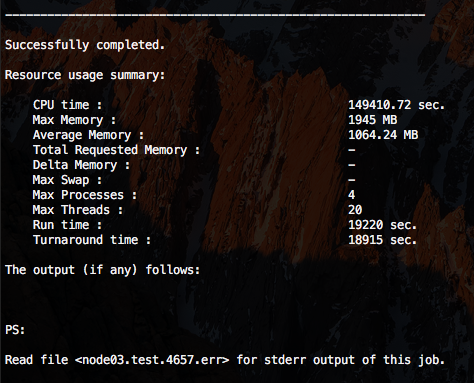 ------------------------------------------------------------
Successfully completed.
Resource usage summary:
CPU time : 149410.72 sec.
Max Memory : 1945 MB
Average Memory : 1064.24 MB
Total Requested Memory : -
Delta Memory : -
Max Swap : -
Max Processes : 4
Max Threads : 20
Run time : 19220 sec.
Turnaround time : 18915 sec.
The output (if any) follows:
PS:
Read file <node03.test.4657.err> for stderr output of this job.